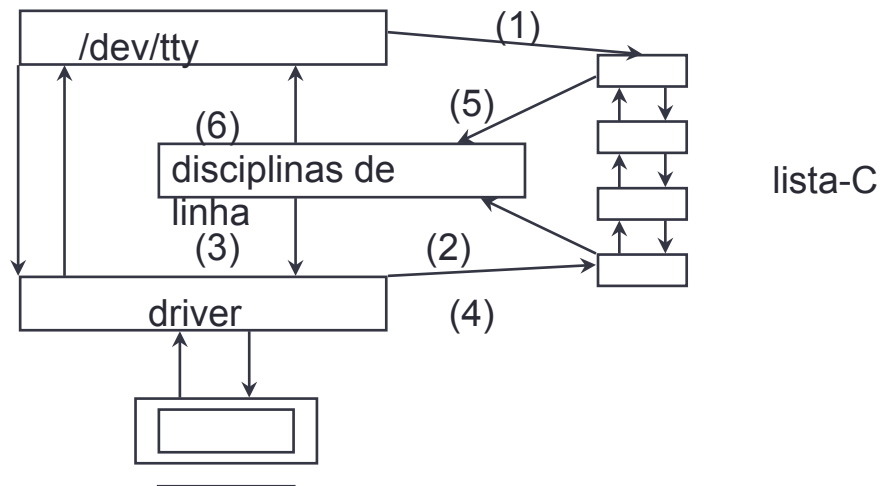 (1)
/dev/tty
(5)
(6)
disciplinas de
linha
lista-C
(3)
(2)
driver
(4)